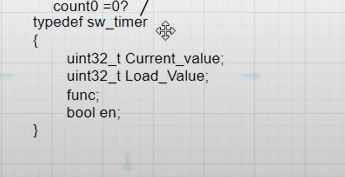 count0 =0? /
typedef sw_timer
{
uint32_t Current_value;
uint32_t Load_Value;
func;
bool en;
}